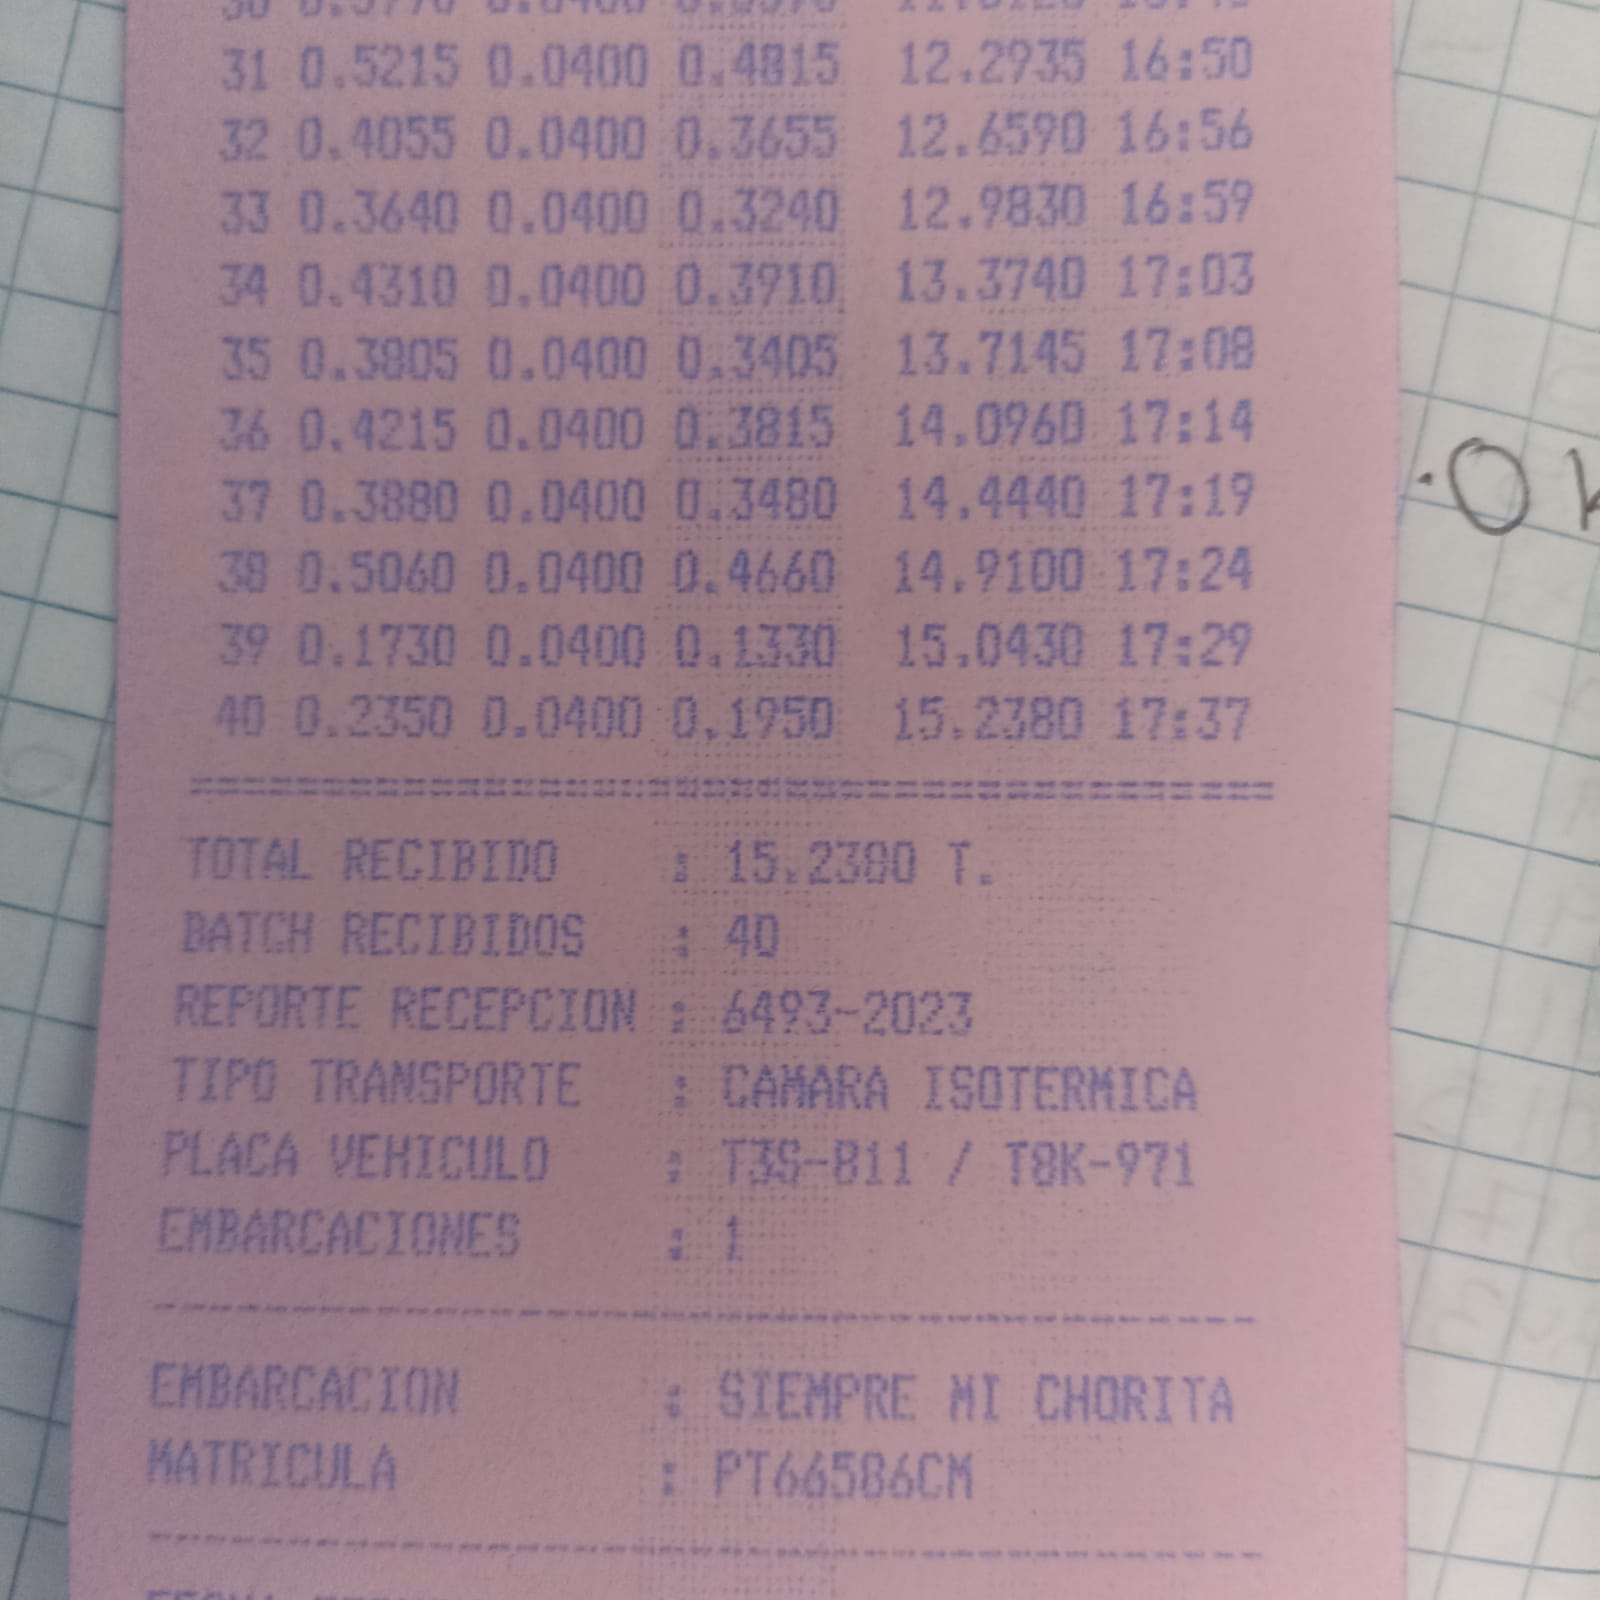 31 0.5215 0.0400 0.4815 12.2935 16:50
32 0.4055 0.0400 0.3655 12.6590 16:56
33 0.3640 0.0400 0.3240 12.9830 16:59
34 0.4310 0.0400 0.3910 13.3740 17:03
35 0.3805 0.0400 0.3405 13.7145 17:08
36 0.4215 0.0400 0.3815 14.0960 17:14
37 0.3880 0.0400 0.3480 14.4440 17:19
38 0.5060 0.0400 0.4660 14.9100 17:24
39 0.1730 0.0400 0.1330 15.0430 17:29
40 0.2350 0.0400 0.1950 15.2380 17:37
TOTAL RECIBIDO : 15.2380 T.
BATCH RECIBIDOS : 40
REPORTE RECEPCION : 6493-2023
TIPO TRANSPORTE : CAMARA ISOTERMICA
PLACA VEHICULO : T3S-811 / T8K-971
EMBARCACIONES : 1
EMBARCACION : SIEMPRE MI CHORITA
MATRICULA : PT66586CM